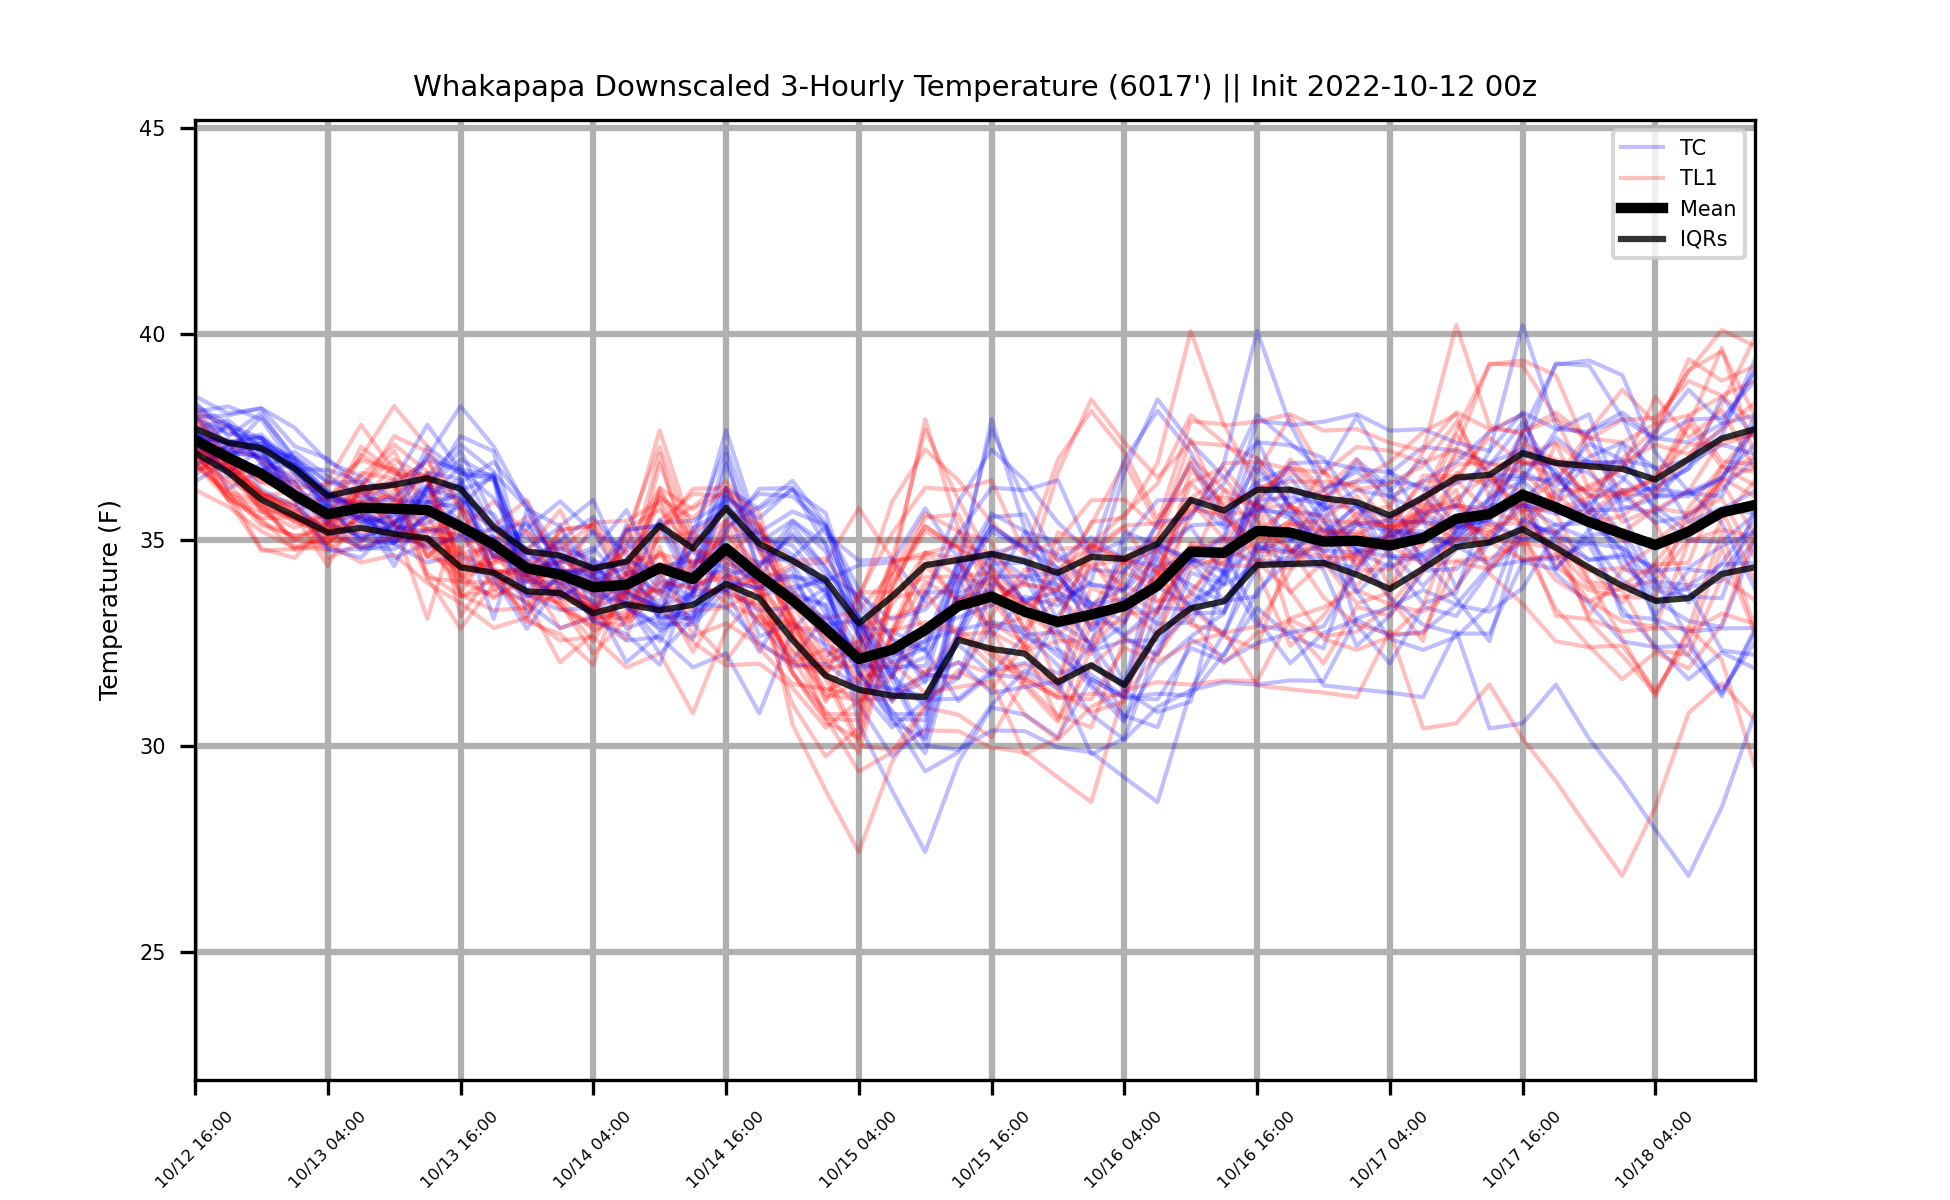 Whakapapa Downscaled 3-Hourly Temperature (6017') || Init 2022-10-12 00z
TC
TL1
Mean
IQRs
Temperature (F)
45
40
35
30
25
10/12 16:00
10/13 04:00
10/13 16:00
10/14 04:00
10/14 16:00
10/15 04:00
10/15 16:00
10/16 04:00
10/16 16:00
10/17 04:00
10/17 16:00
10/18 04:00